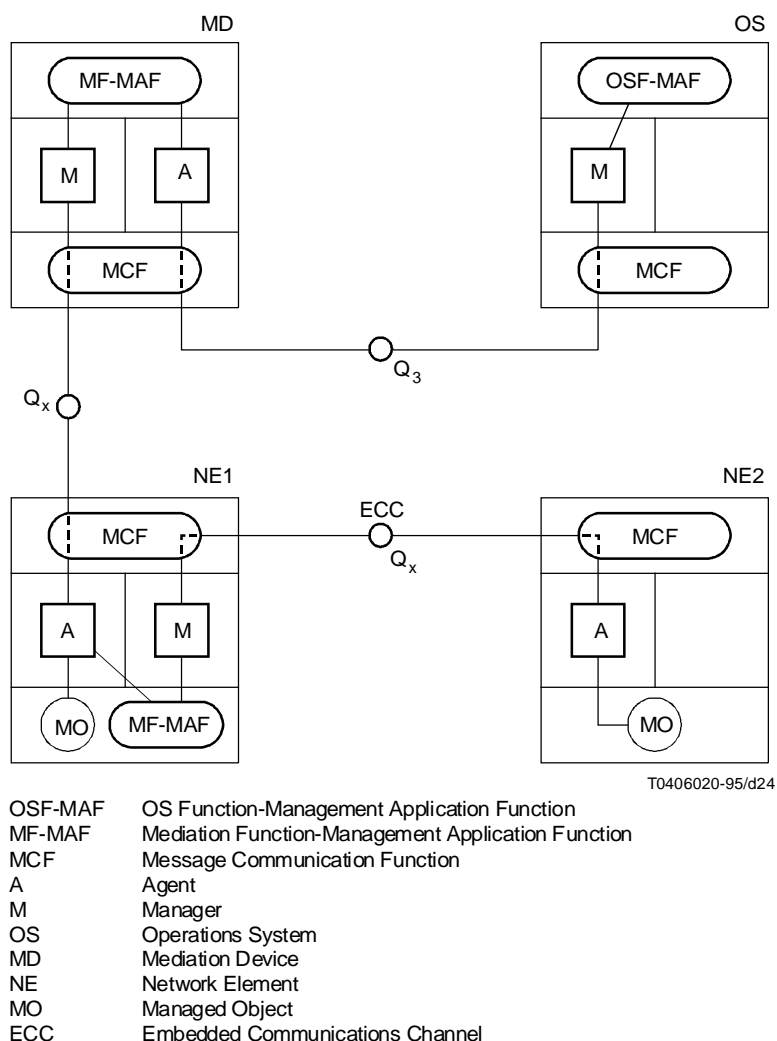 MD
OS
MF-MAF
OSF-MAF
M
A
M
MCF
MCF
Q3
Qx
NE1
NE2
ECC
MCF
MCF
Qx
A
M
A
MO
MF-MAF
MO
T0406020-95/d24
OSF-MAF OS Function-Management Application Function
MF-MAF Mediation Function-Management Application Function
MCF Message Communication Function
A Agent
M Manager
OS Operations System
MD Mediation Device
NE Network Element
MO Managed Object
ECC Embedded Communications Channel